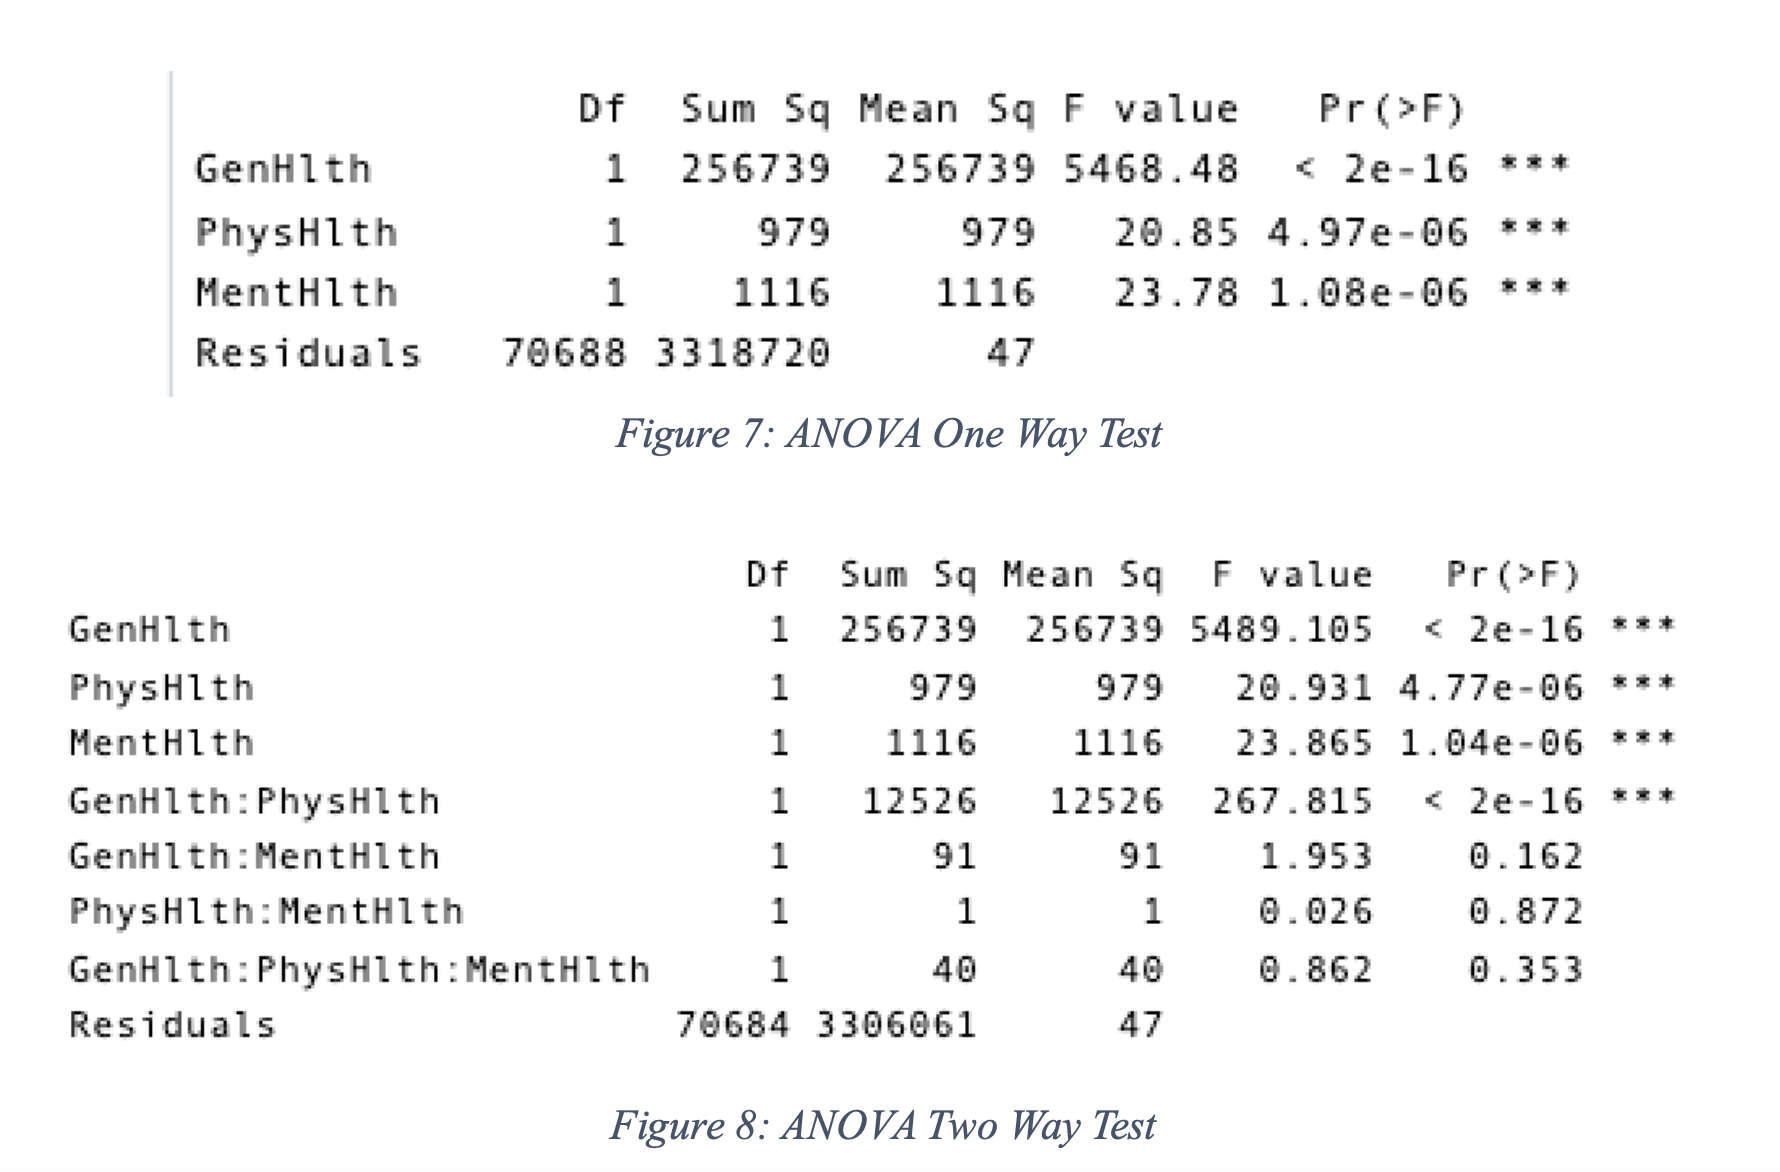 Df Sum Sq Mean Sq F value Pr(>F)
GenHlth 1 256739 256739 5468.48 < 2e-16 ***
PhysHlth 1 979 979 20.85 4.97e-06 ***
MentHlth 1 1116 1116 23.78 1.08e-06 ***
Residuals 70688 3318720 47
Figure 7: ANOVA One Way Test
Df Sum Sq Mean Sq F value Pr(>F)
GenHlth 1 256739 256739 5489.105 < 2e-16 ***
PhysHlth 1 979 979 20.931 4.77e-06 ***
MentHlth 1 1116 1116 23.865 1.04e-06 ***
GenHlth:PhysHlth 1 12526 12526 267.815 < 2e-16 ***
GenHlth:MentHlth 1 91 91 1.953 0.162
PhysHlth:MentHlth 1 1 1 0.026 0.872
GenHlth:PhysHlth:MentHlth 1 40 40 0.862 0.353
Residuals 70684 3306061 47
Figure 8: ANOVA Two Way Test